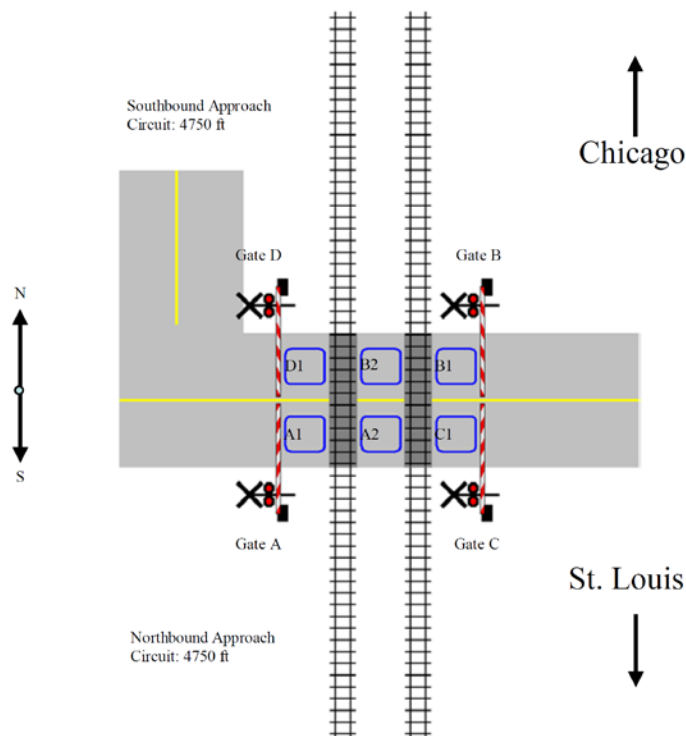 Southbound Approach
Circuit: 4750 ft
Chicago
Gate D
Gate B
N
D1
B2
B1
A1
A2
C1
S
Gate A
Gate C
St. Louis
Northbound Approach
Circuit: 4750 ft